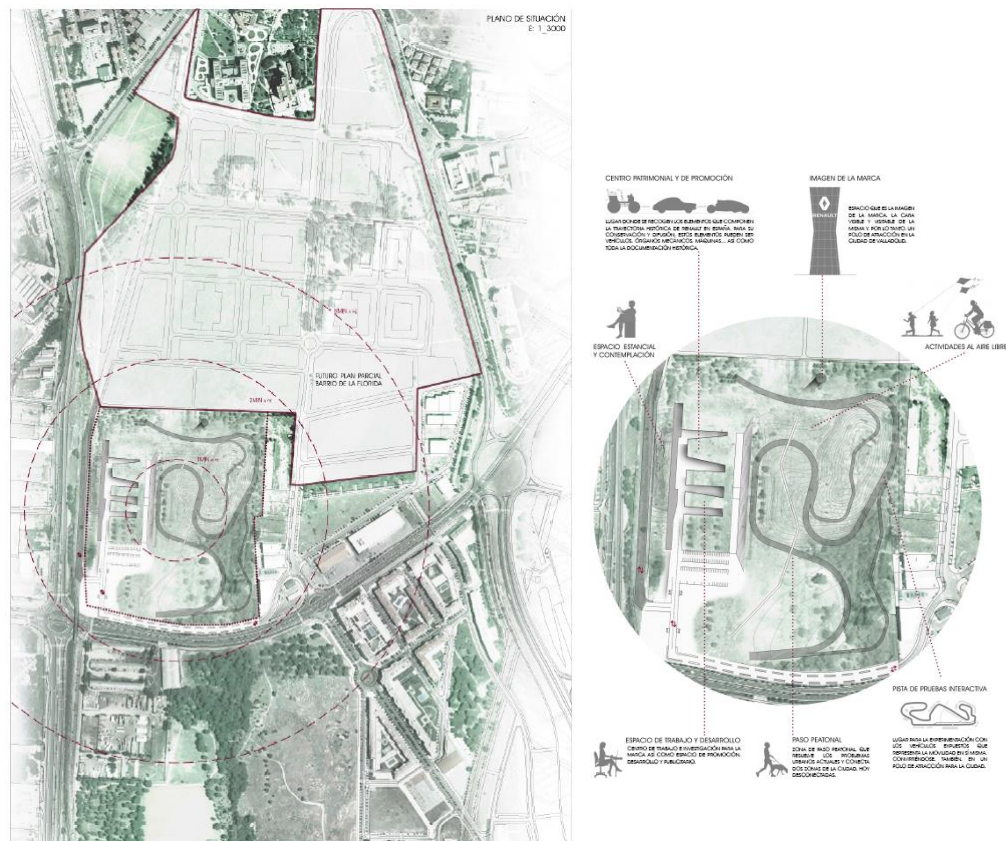 PLANO DE SITUACIÓN
E: 1_3000
5MIN A PIE
FUTURO PLAN PARCIAL
BARRIO DE LA FLORIDA
CENTRO PATRIMONIAL Y DE PROMOCIÓN
LUGAR DONDE SE RECOGEN LOS ELEMENTOS QUE COMPONEN
LA TRAYECTORIA HISTÓRICA DE RENAULT EN ESPAÑA, PARA SU
CONSERVACIÓN Y DIFUSIÓN. ESTOS ELEMENTOS PUEDEN SER
VEHÍCULOS, ÓRGANOS MECÁNICOS, MÁQUINAS... ASÍ COMO
TODA LA DOCUMENTACIÓN HISTÓRICA.
IMAGEN DE LA MARCA
RENAULT
ESPACIO QUE ES LA IMAGEN
DE LA MARCA, LA CARA
VISIBLE Y VISITABLE DE LA
MISMA Y, POR LO TANTO, UN
POLO DE ATRACCIÓN EN LA
CIUDAD DE VALLADOLID.
ESPACIO ESTANCIAL
Y CONTEMPLACIÓN
ACTIVIDADES AL AIRE LIBRE
PISTA DE PRUEBAS INTERACTIVA
LUGAR PARA LA EXPERIMENTACIÓN CON
LOS VEHÍCULOS EXPUESTOS QUE
REPRESENTA LA MOVILIDAD EN SÍ MISMA,
CONVIRTIÉNDOSE, TAMBIÉN, EN UN
POLO DE ATRACCIÓN PARA LA CIUDAD.
ESPACIO DE TRABAJO Y DESARROLLO
CENTRO DE TRABAJO E INVESTIGACIÓN PARA LA
MARCA ASÍ COMO ESPACIO DE PROMOCIÓN,
DESARROLLO Y PUBLICITARIO.
PASO PEATONAL
ZONA DE PASO PEATONAL QUE
RESUELVE LOS PROBLEMAS
URBANOS ACTUALES Y CONECTA
DOS ZONAS DE LA CIUDAD, HOY
DESCONECTADAS.